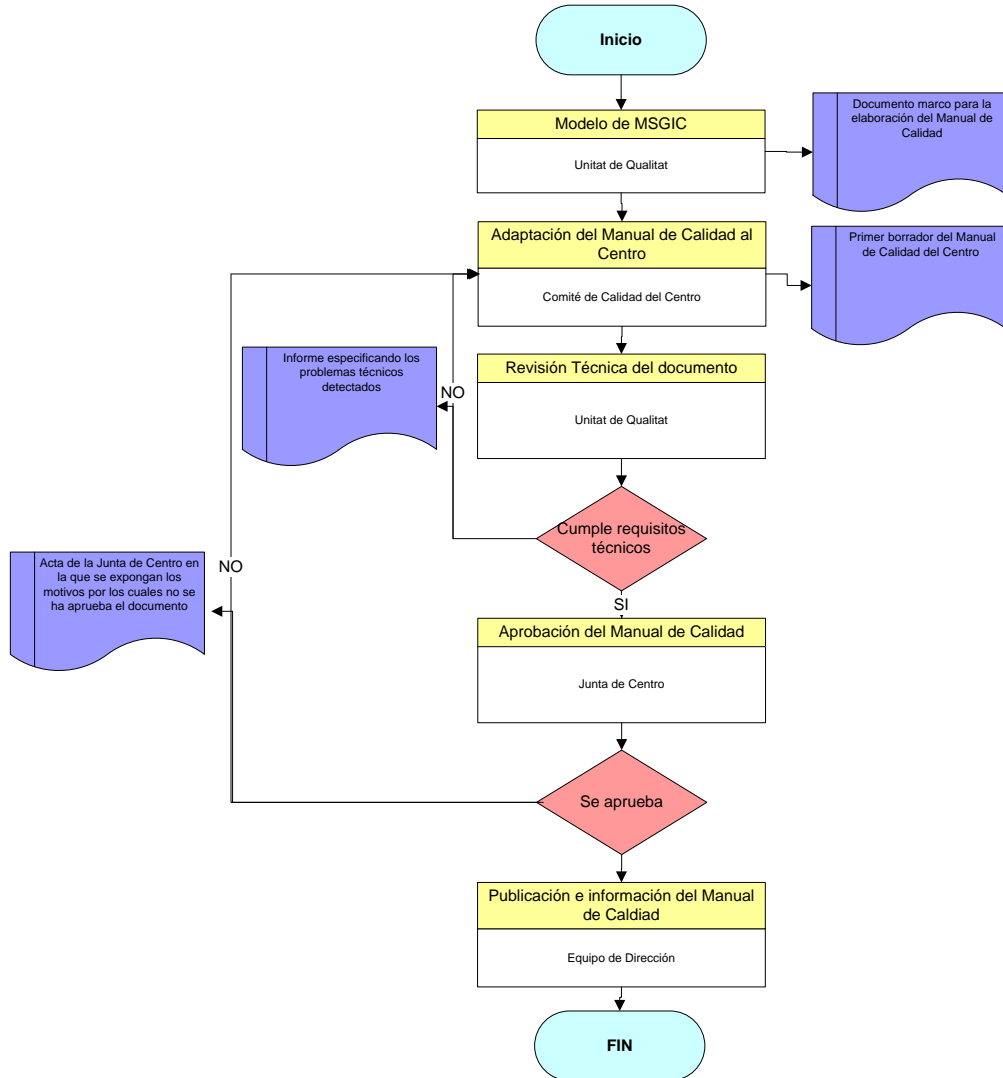 Inicio
Documento marco para la
elaboración del Manual de
Calidad
Modelo de MSGIC
Unitat de Qualitat
Adaptación del Manual de Calidad al
Centro
Primer borrador del Manual
de Calidad del Centro
Comité de Calidad del Centro
Informe especificando los
problemas técnicos
detectados
Revisión Técnica del documento
NO
Unitat de Qualitat
Cumple requisitos
técnicos
Acta de la Junta de Centro en
la que se expongan los
motivos por los cuales no se
ha aprueba el documento
NO
SI
Aprobación del Manual de Calidad
Junta de Centro
Se aprueba
Publicación e información del Manual
de Caldiad
Equipo de Dirección
FIN